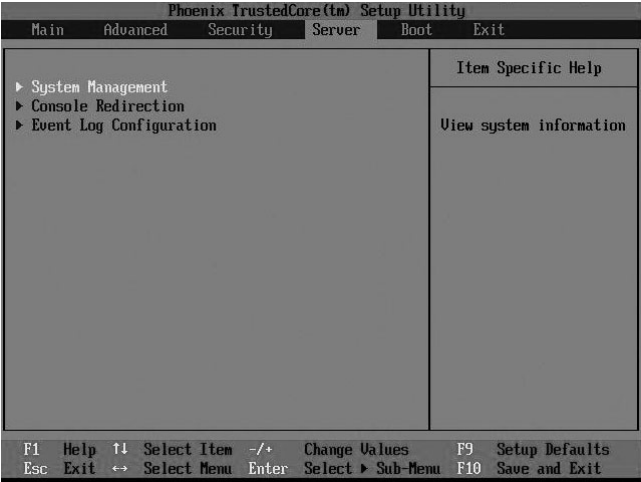 Phoenix TrustedCore(tm) Setup Utility
Main Advanced Security Server Boot Exit
Item Specific Help
▶ System Management
▶ Console Redirection
▶ Event Log Configuration
View system information
F1 Help ↑↓ Select Item -/+ Change Values F9 Setup Defaults
Esc Exit ↔ Select Menu Enter Select ▶ Sub-Menu F10 Save and Exit